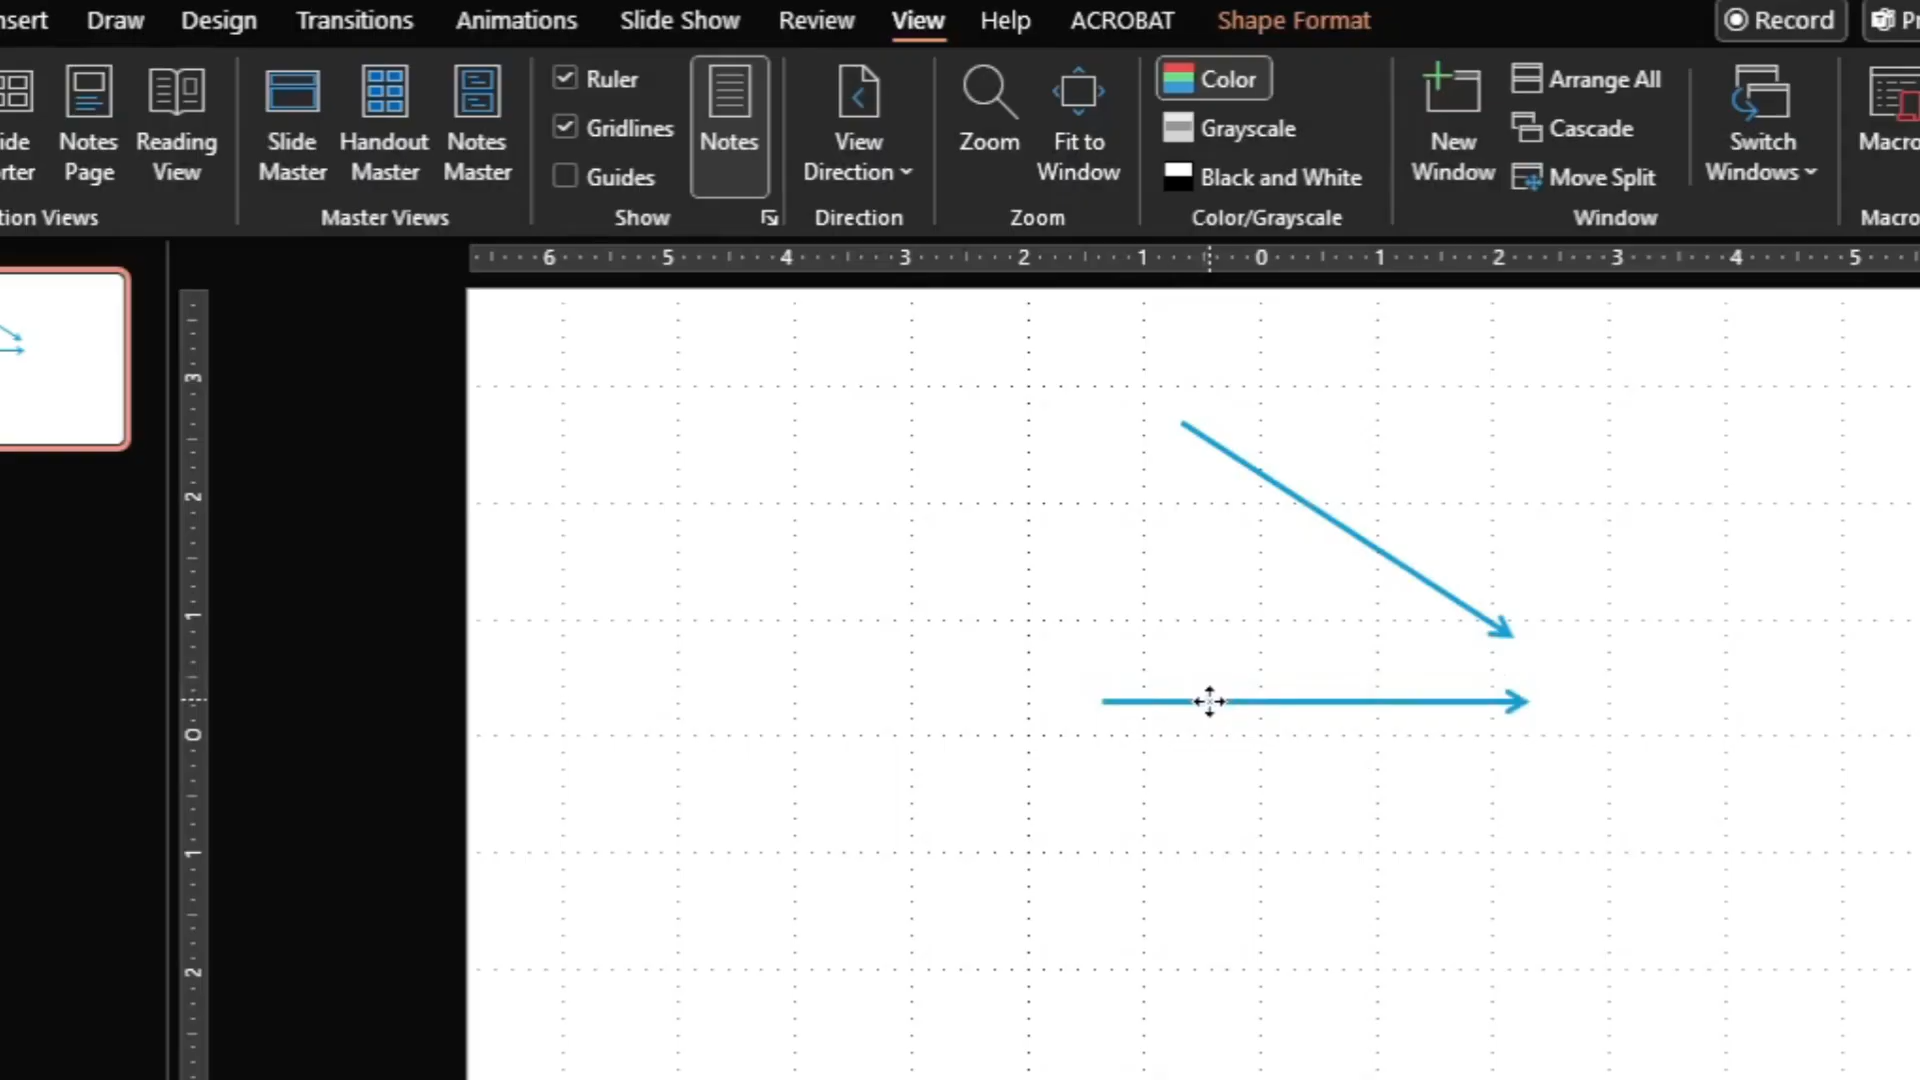 nsert Draw Design Transitions Animations Slide Show Review View Help ACROBAT Shape Format Record Pr
ide
rter
Notes
Page
Reading
View
tion Views
Slide
Master
Handout
Master
Notes
Master
Master Views
Ruler
Gridlines
Guides
Notes
Show
View
Direction
Direction
Zoom
Fit to
Window
Zoom
Color
Grayscale
Black and White
Color/Grayscale
New
Window
Arrange All
Cascade
Move Split
Switch
Windows
Window
Macro
Macro
6 5 4 3 2 1 0 1 2 3 4 5
3
2
1
0
1
2